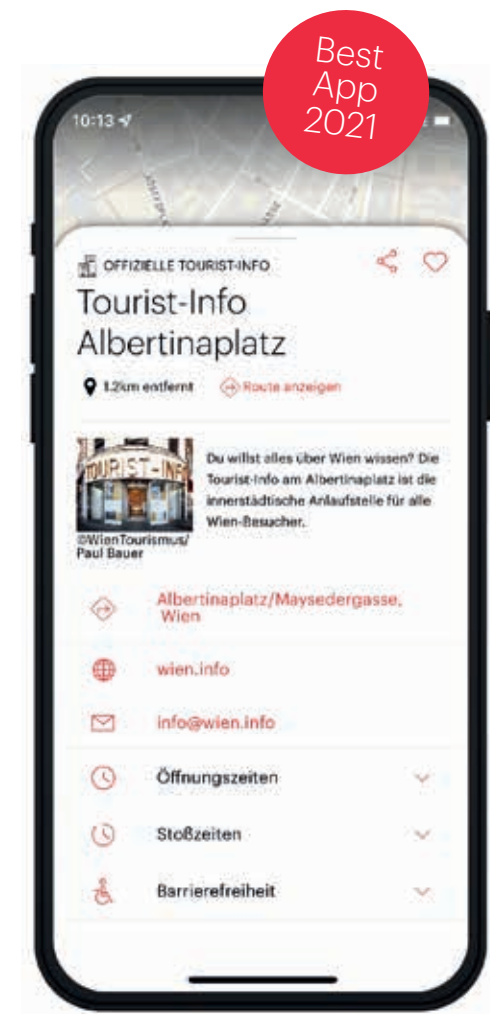 Best
App
2021
10:13
OFFIZIELLE TOURIST-INFO
Tourist-Info
Albertinaplatz
1.2km entfernt
Route anzeigen
TOURIST-INFO
Du willst alles über Wien wissen? Die
Tourist-Info am Albertinaplatz ist die
innerstädtische Anlaufstelle für alle
Wien-Besucher.
©WienTourismus/
Paul Bauer
Albertinaplatz/Maysedergasse,
Wien
wien.info
info@wien.info
Öffnungszeiten
Stoßzeiten
Barrierefreiheit